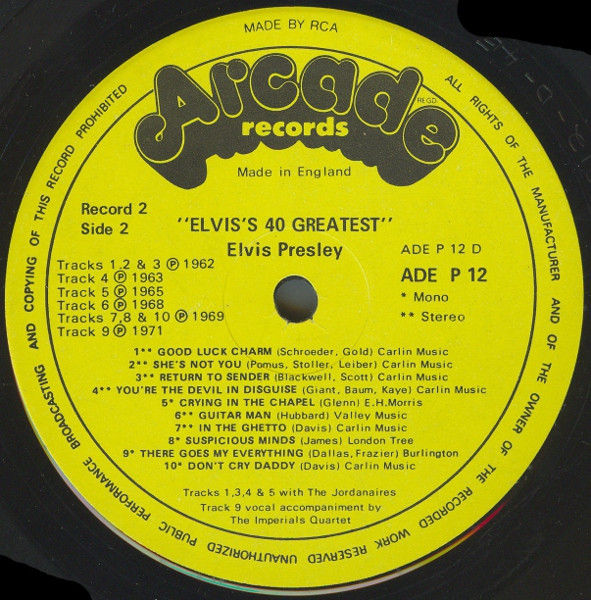 MADE BY RCA
ALL RIGHTS OF THE MANUFACTURER AND OF THE OWNER OF THE RECORDED WORK RESERVED UNAUTHORIZED PUBLIC PERFORMANCE BROADCASTING AND COPYING OF THIS RECORD PROHIBITED
Arcade
REGD.
records
Made in England
Record 2
Side 2
"ELVIS'S 40 GREATEST"
Elvis Presley
ADE P 12 D
ADE P 12
* Mono
** Stereo
Tracks 1,2 & 3 ℗ 1962
Track 4 ℗ 1963
Track 5 ℗ 1965
Track 6 ℗ 1968
Tracks 7,8 & 10 ℗ 1969
Track 9 ℗ 1971
1** GOOD LUCK CHARM (Schroeder, Gold) Carlin Music
2** SHE'S NOT YOU (Pomus, Stoller, Leiber) Carlin Music
3** RETURN TO SENDER (Blackwell, Scott) Carlin Music
4** YOU'RE THE DEVIL IN DISGUISE (Giant, Baum, Kaye) Carlin Music
5* CRYING IN THE CHAPEL (Glenn) E.H.Morris
6** GUITAR MAN (Hubbard) Valley Music
7** IN THE GHETTO (Davis) Carlin Music
8* SUSPICIOUS MINDS (James) London Tree
9* THERE GOES MY EVERYTHING (Dallas, Frazier) Burlington
10* DON'T CRY DADDY (Davis) Carlin Music
Tracks 1,3,4 & 5 with The Jordanaires
Track 9 vocal accompaniment by
The Imperials Quartet